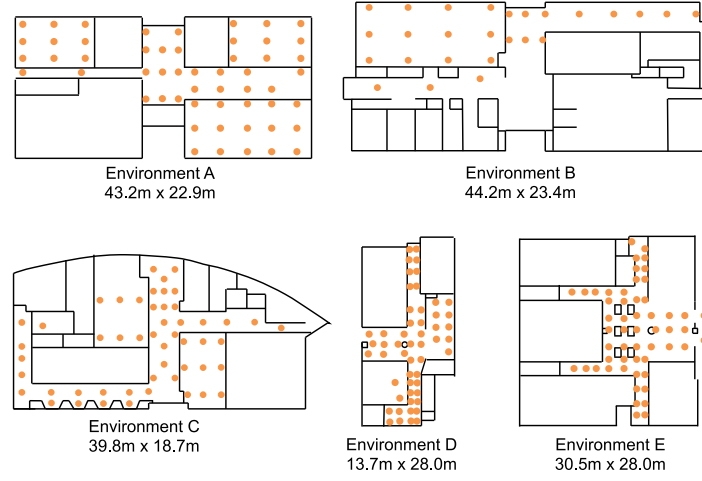 Environment A
43.2m x 22.9m
Environment B
44.2m x 23.4m
Environment C
39.8m x 18.7m
Environment D
13.7m x 28.0m
Environment E
30.5m x 28.0m